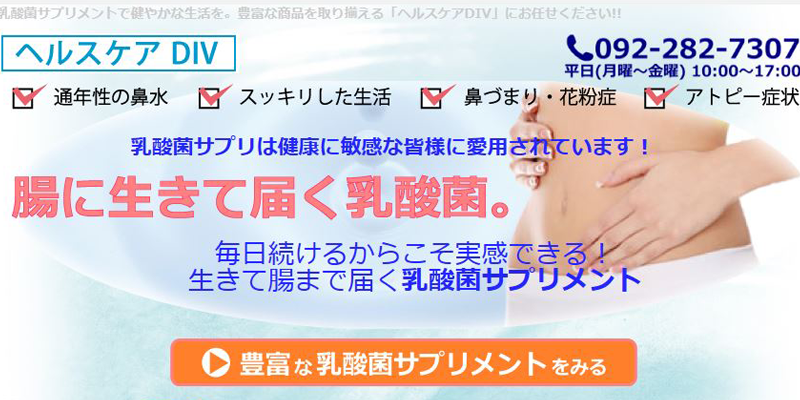 乳酸菌サプリメントで健やかな生活を。豊富な商品を取り揃える「ヘルスケアDIV」にお任せください!!
ヘルスケア DIV
092-282-7307
平日(月曜～金曜) 10:00～17:00
通年性の鼻水 スッキリした生活 鼻づまり・花粉症 アトピー症状
乳酸菌サプリは健康に敏感な皆様に愛用されています！
腸に生きて届く乳酸菌。
毎日続けるからこそ実感できる！
生きて腸まで届く乳酸菌サプリメント
豊富な乳酸菌サプリメントをみる